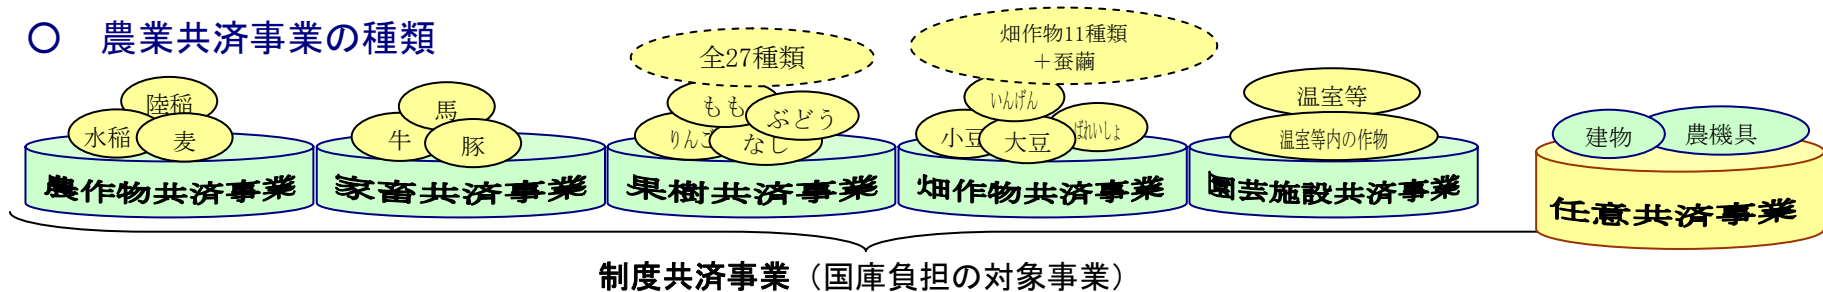 ○　農業共済事業の種類
全27種類
畑作物11種類
＋蚕繭
陸稲
水稲
麦
馬
牛
豚
もも
ぶどう
りんご
なし
いんげん
小豆
大豆
ばれいしょ
温室等
温室等内の作物
建物
農機具
農作物共済事業
家畜共済事業
果樹共済事業
畑作物共済事業
園芸施設共済事業
任意共済事業
制度共済事業（国庫負担の対象事業）